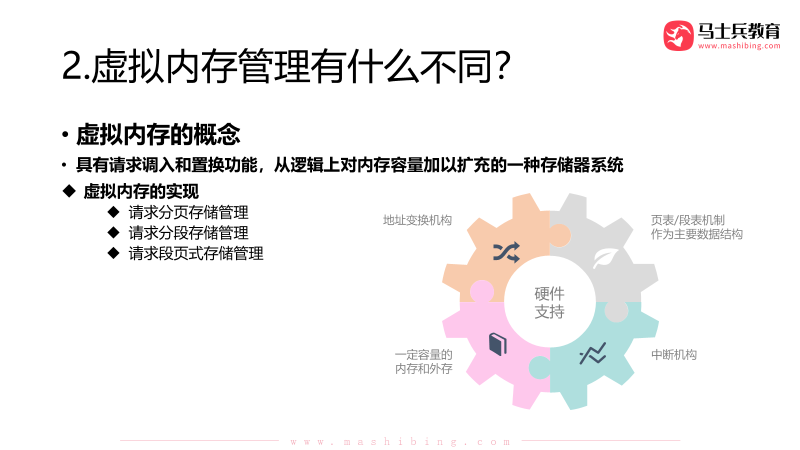 马士兵教育
www.mashibing.com
2.虚拟内存管理有什么不同？
• 虚拟内存的概念
• 具有请求调入和置换功能，从逻辑上对内存容量加以扩充的一种存储器系统
◆ 虚拟内存的实现
◆ 请求分页存储管理
◆ 请求分段存储管理
◆ 请求段页式存储管理
地址变换机构
页表/段表机制
作为主要数据结构
硬件
支持
一定容量的
内存和外存
中断机构
www.mashibing.com